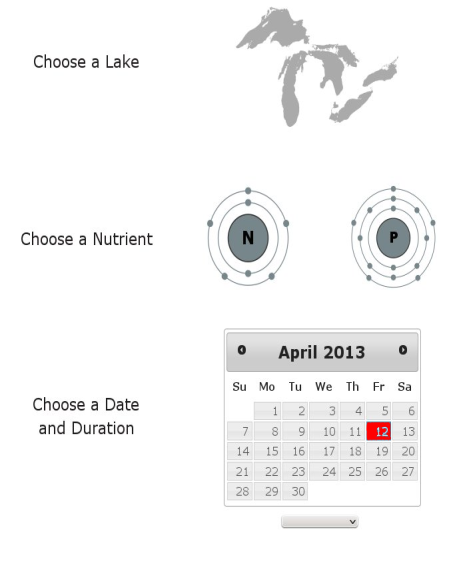 Choose a Lake
Choose a Nutrient
N
P
Choose a Date
and Duration
April 2013
Su Mo Tu We Th Fr Sa
1 2 3 4 5 6
7 8 9 10 11 12 13
14 15 16 17 18 19 20
21 22 23 24 25 26 27
28 29 30